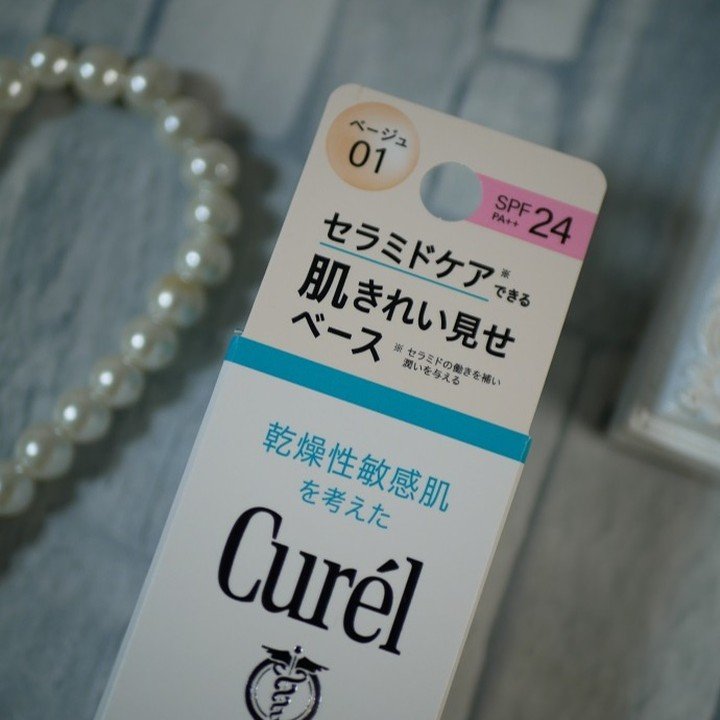 ベージュ
01
SPF 24
PA++
セラミドケア※
できる
肌きれい見せ
ベース
※ セラミドの働きを補い
潤いを与える
乾燥性敏感肌
を考えた
Curél